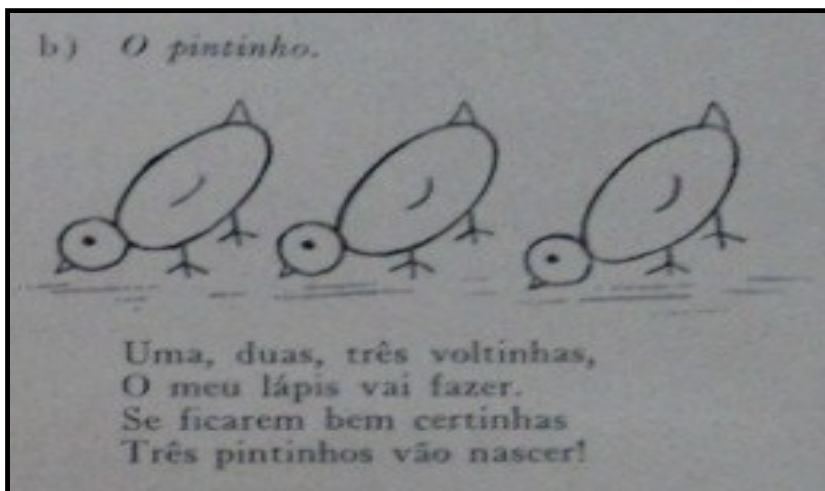 b) O pintinho.
Uma, duas, três voltinhas,
O meu lápis vai fazer.
Se ficarem bem certinhas
Três pintinhos vão nascer!